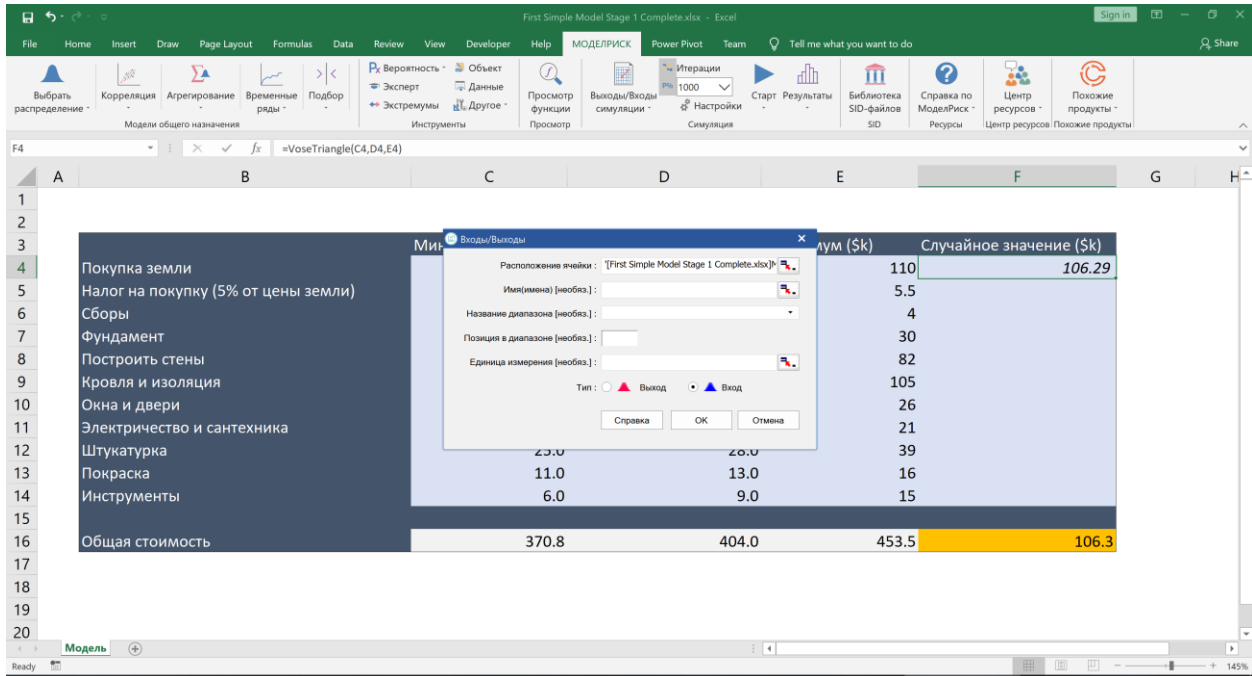 First Simple Model Stage 1 Complete.xlsx - Excel
Sign in
File Home Insert Draw Page Layout Formulas Data Review View Developer Help МОДЕЛРИСК Power Pivot Team Tell me what you want to do Share
Выбрать распределение
Корреляция
Агрегирование
Временные ряды
Подбор
Модели общего назначения
Вероятность
Эксперт
Экстремумы
Объект
Данные
Другое
Инструменты
Просмотр функции
Просмотр
Выходы/Входы симуляции
Итерации
1000
Настройки
Старт
Результаты
Симуляция
Библиотека SID-файлов
SID
Справка по МоделРиск
Ресурсы
Центр ресурсов
Центр ресурсов
Похожие продукты
Похожие продукты
F4 fx =VoseTriangle(C4,D4,E4)
A B C D E F G H
1
2
3 Мин мум ($k) Случайное значение ($k)
4 Покупка земли 110 106.29
5 Налог на покупку (5% от цены земли) 5.5
6 Сборы 4
7 Фундамент 30
8 Построить стены 82
9 Кровля и изоляция 105
10 Окна и двери 26
11 Электричество и сантехника 21
12 Штукатурка 25.0 28.0 39
13 Покраска 11.0 13.0 16
14 Инструменты 6.0 9.0 15
15
16 Общая стоимость 370.8 404.0 453.5 106.3
17
18
19
20
Входы/Выходы
Расположение ячейки : '[First Simple Model Stage 1 Complete.xlsx]
Имя(имена) [необяз.] :
Название диапазона [необяз.] :
Позиция в диапазоне [необяз.] :
Единица измерения [необяз.] :
Тип : Выход Вход
Справка OK Отмена
Модель
Ready 145%